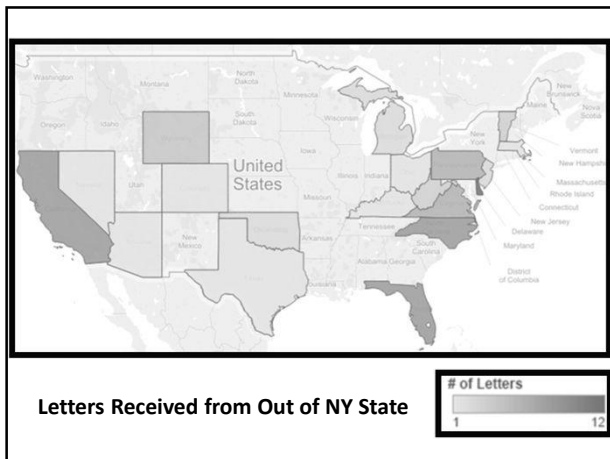 Washington
Montana
North
Dakota
Minnesota
Oregon
Idaho
South
Dakota
Wisconsin
Iowa
United
States
Utah
Illinois
Indiana
Missouri
New
Mexico
Arkansas
Tennessee
South
Carolina
Alabama
Georgia
New
York
Maine
New
Brunswick
Nova
Scotia
Vermont
New Hampshire
Massachusetts
Rhode Island
Connecticut
New Jersey
Delaware
Maryland
District
of Columbia
Letters Received from Out of NY State
# of Letters
1
12